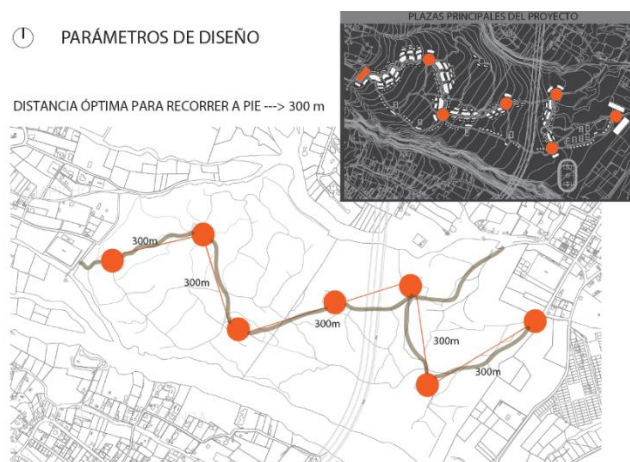 PLAZAS PRINCIPALES DEL PROYECTO
PARÁMETROS DE DISEÑO
DISTANCIA ÓPTIMA PARA RECORRER A PIE ---> 300 m
300m
300m
300m
300m
300m